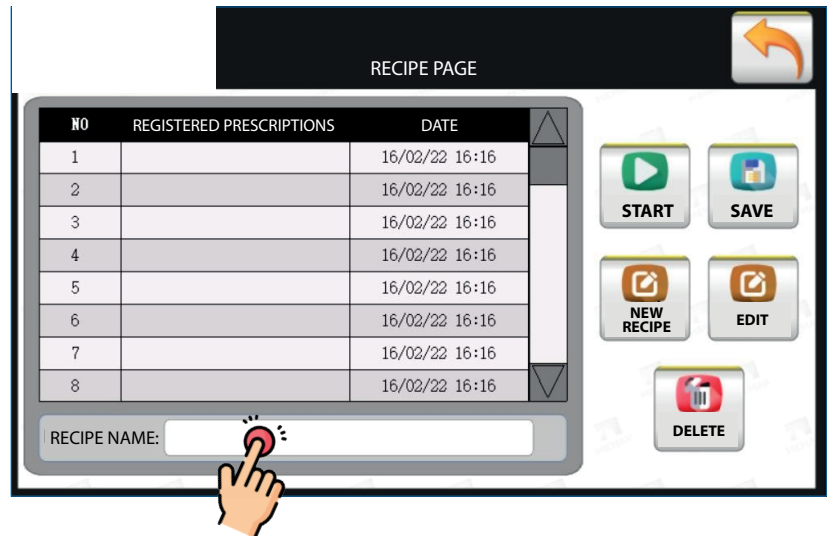 RECIPE PAGE
NO REGISTERED PRESCRIPTIONS DATE
1 16/02/22 16:16
2 16/02/22 16:16
3 16/02/22 16:16
4 16/02/22 16:16
5 16/02/22 16:16
6 16/02/22 16:16
7 16/02/22 16:16
8 16/02/22 16:16
RECIPE NAME:
START
SAVE
NEW
RECIPE
EDIT
DELETE